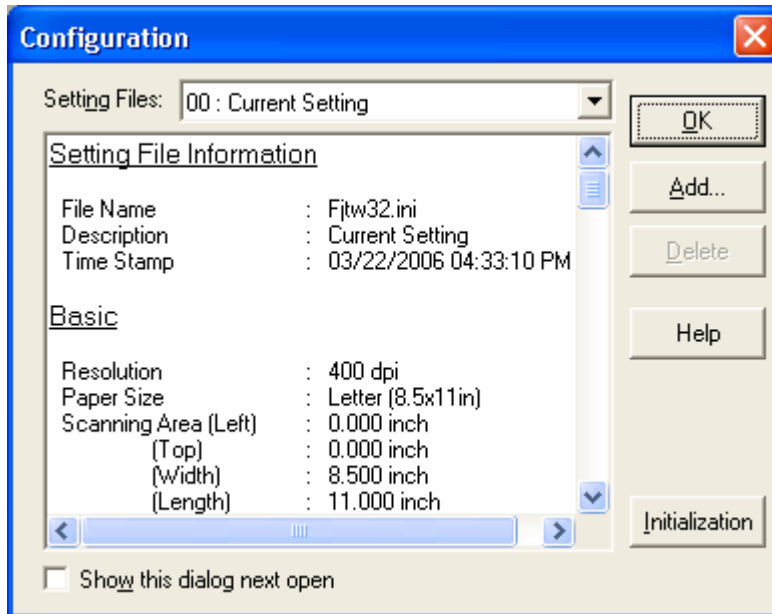 Configuration
Setting Files: 00 : Current Setting
OK
Setting File Information
Add...
File Name : Fjtw32.ini
Description : Current Setting
Time Stamp : 03/22/2006 04:33:10 PM
Delete
Basic
Help
Resolution : 400 dpi
Paper Size : Letter (8.5x11in)
Scanning Area (Left) : 0.000 inch
(Top) : 0.000 inch
(Width) : 8.500 inch
(Length) : 11.000 inch
Initialization
Show this dialog next open